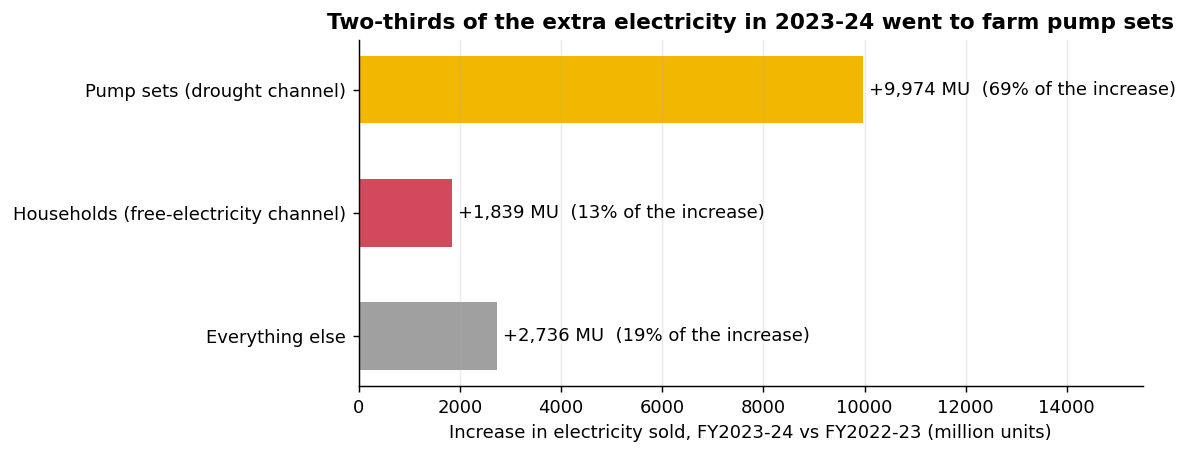 Two-thirds of the extra electricity in 2023-24 went to farm pump sets
Pump sets (drought channel)
+9,974 MU (69% of the increase)
Households (free-electricity channel)
+1,839 MU (13% of the increase)
Everything else
+2,736 MU (19% of the increase)
0 2000 4000 6000 8000 10000 12000 14000
Increase in electricity sold, FY2023-24 vs FY2022-23 (million units)